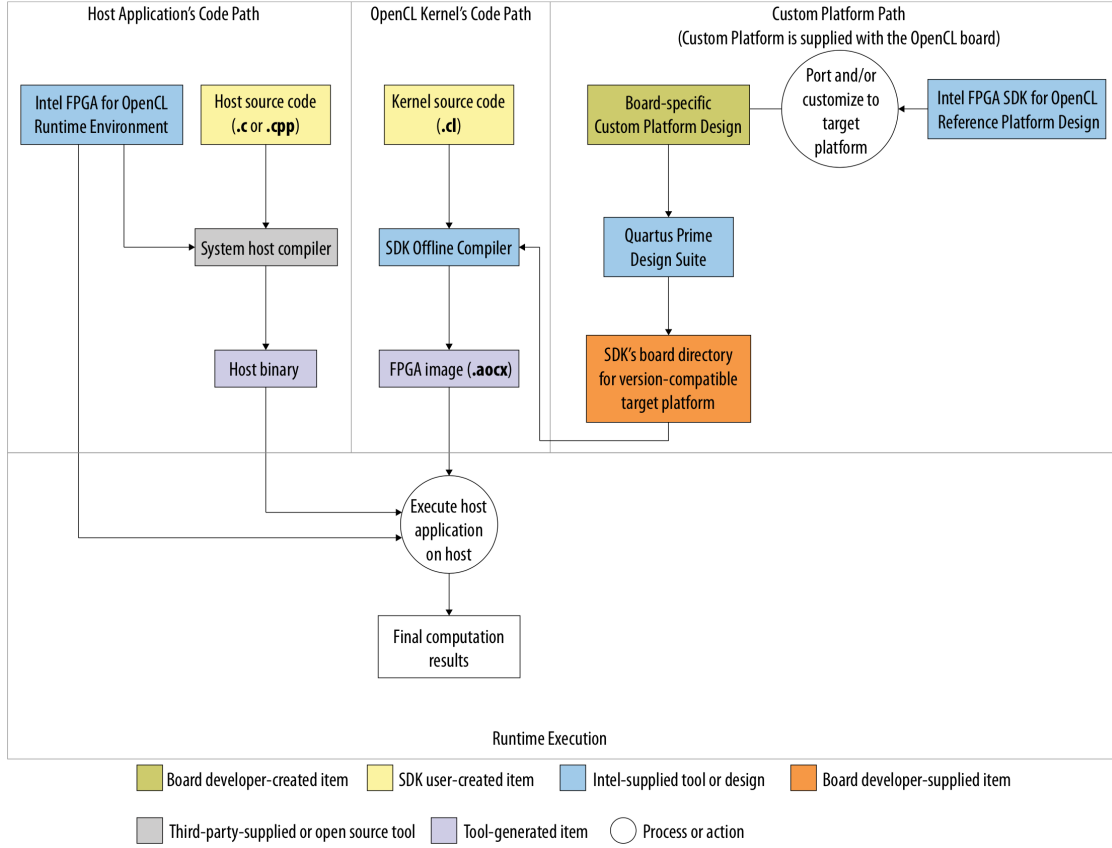 Host Application's Code Path
OpenCL Kernel's Code Path
Custom Platform Path
(Custom Platform is supplied with the OpenCL board)
Intel FPGA for OpenCL
Runtime Environment
Host source code
(.c or .cpp)
Kernel source code
(.cl)
Board-specific
Custom Platform Design
Port and/or
customize to
target
platform
Intel FPGA SDK for OpenCL
Reference Platform Design
System host compiler
SDK Offline Compiler
Quartus Prime
Design Suite
Host binary
FPGA image (.aocx)
SDK's board directory
for version-compatible
target platform
Execute host
application
on host
Final computation
results
Runtime Execution
Board developer-created item
SDK user-created item
Intel-supplied tool or design
Board developer-supplied item
Third-party-supplied or open source tool
Tool-generated item
Process or action